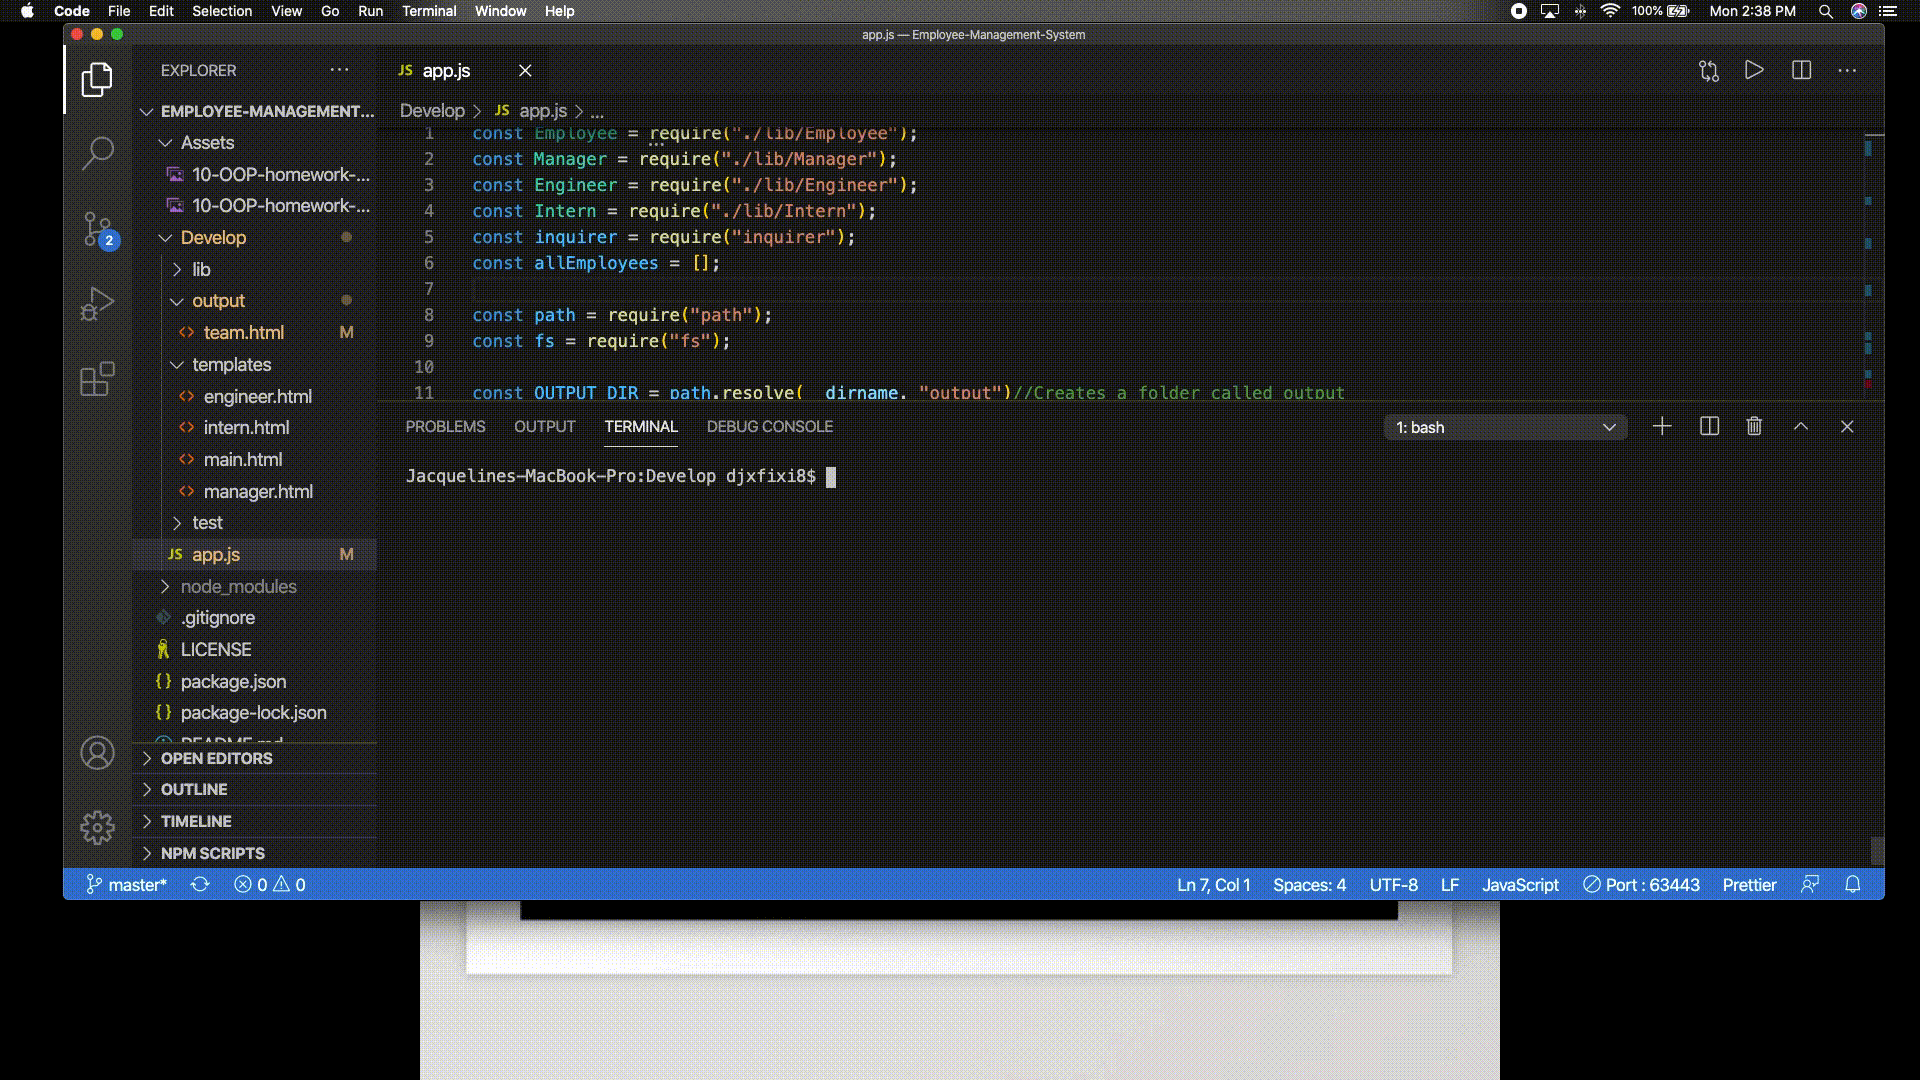 Code File Edit Selection View Go Run Terminal Window Help
100% Mon 2:38 PM
app.js — Employee-Management-System
EXPLORER
EMPLOYEE-MANAGEMENT...
Assets
10-OOP-homework-...
10-OOP-homework-...
Develop
lib
output
team.html M
templates
engineer.html
intern.html
main.html
manager.html
test
JS app.js M
node_modules
.gitignore
LICENSE
{} package.json
{} package-lock.json
README.md
OPEN EDITORS
OUTLINE
TIMELINE
NPM SCRIPTS
2
JS app.js
Develop > JS app.js > ...
1 const Employee = require("./lib/Employee");
2 const Manager = require("./lib/Manager");
3 const Engineer = require("./lib/Engineer");
4 const Intern = require("./lib/Intern");
5 const inquirer = require("inquirer");
6 const allEmployees = [];
7
8 const path = require("path");
9 const fs = require("fs");
10
11 const OUTPUT_DIR = path.resolve(__dirname, "output")//Creates a folder called output
PROBLEMS OUTPUT TERMINAL DEBUG CONSOLE
1: bash
Jacquelines-MacBook-Pro:Develop djxfixi8$
master* 0 0
Ln 7, Col 1 Spaces: 4 UTF-8 LF JavaScript Port : 63443 Prettier